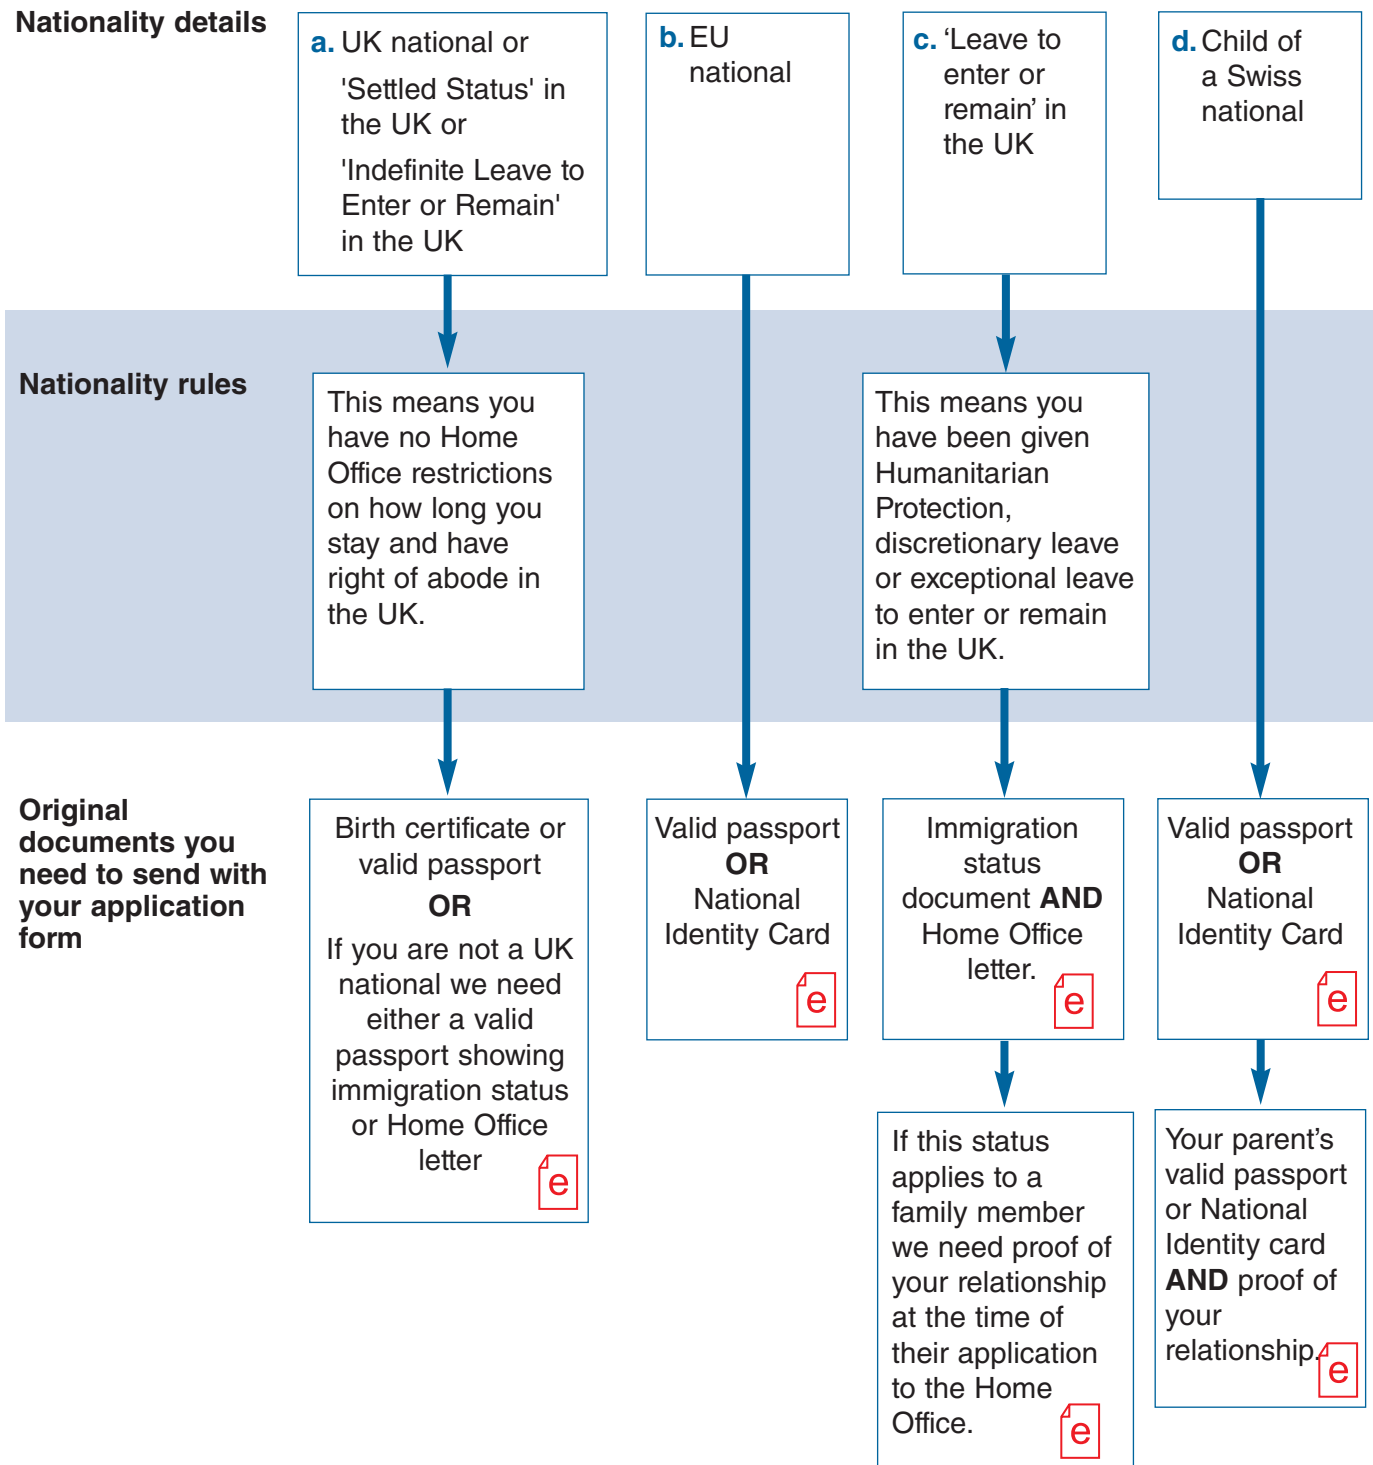 Nationality details
a. UK national or
'Settled Status' in
the UK or
'Indefinite Leave to
Enter or Remain'
in the UK
b. EU
national
c. ‘Leave to
enter or
remain’ in
the UK
d. Child of
a Swiss
national
Nationality rules
This means you
have no Home
Office restrictions
on how long you
stay and have
right of abode in
the UK.
This means you
have been given
Humanitarian
Protection,
discretionary leave
or exceptional leave
to enter or remain
in the UK.
Original
documents you
need to send with
your application
form
Birth certificate or
valid passport
OR
If you are not a UK
national we need
either a valid
passport showing
immigration status
or Home Office
letter
e
Valid passport
OR
National
Identity Card
e
Immigration
status
document AND
Home Office
letter.
e
If this status
applies to a
family member
we need proof of
your relationship
at the time of
their application
to the Home
Office.
e
Valid passport
OR
National
Identity Card
e
Your parent’s
valid passport
or National
Identity card
AND proof of
your
relationship.
e